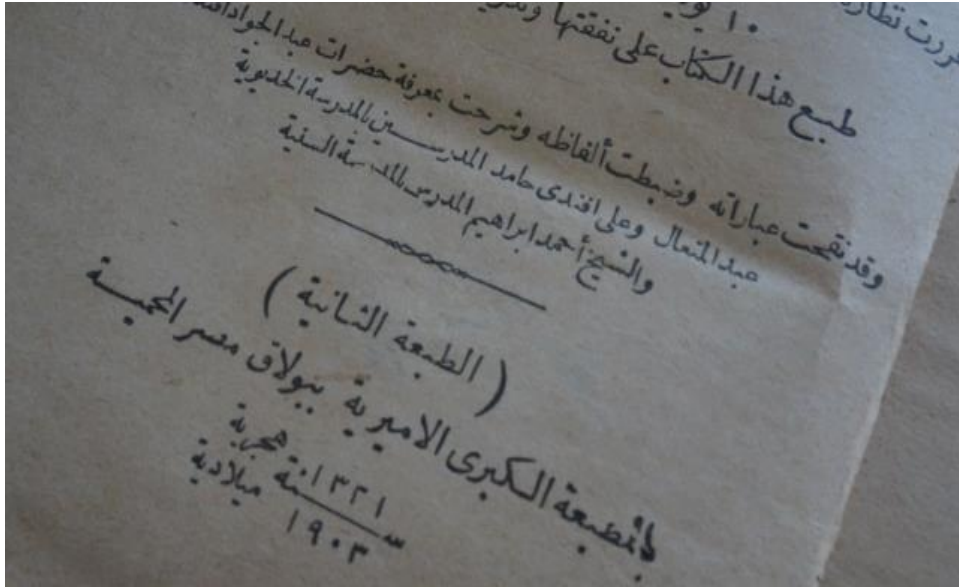 ١٠
طبع هذا الكتاب على نفقتها
وقد نقحت عباراته وضبطت ألفاظه وشرحت بمعرفة حضرات عبد الجواد افندى
عبد المتعال وعلى افندى حامد المدرسين بالمدرسة الخديوية
والشيخ أحمد ابراهيم المدرس بالمدرسة السنية
( الطبعة الثانية )
بالمطبعة الكبرى الاميرية ببولاق مصر المحمية
سنة ١٣٢١ هجرية
١٩٠٣ ميلادية